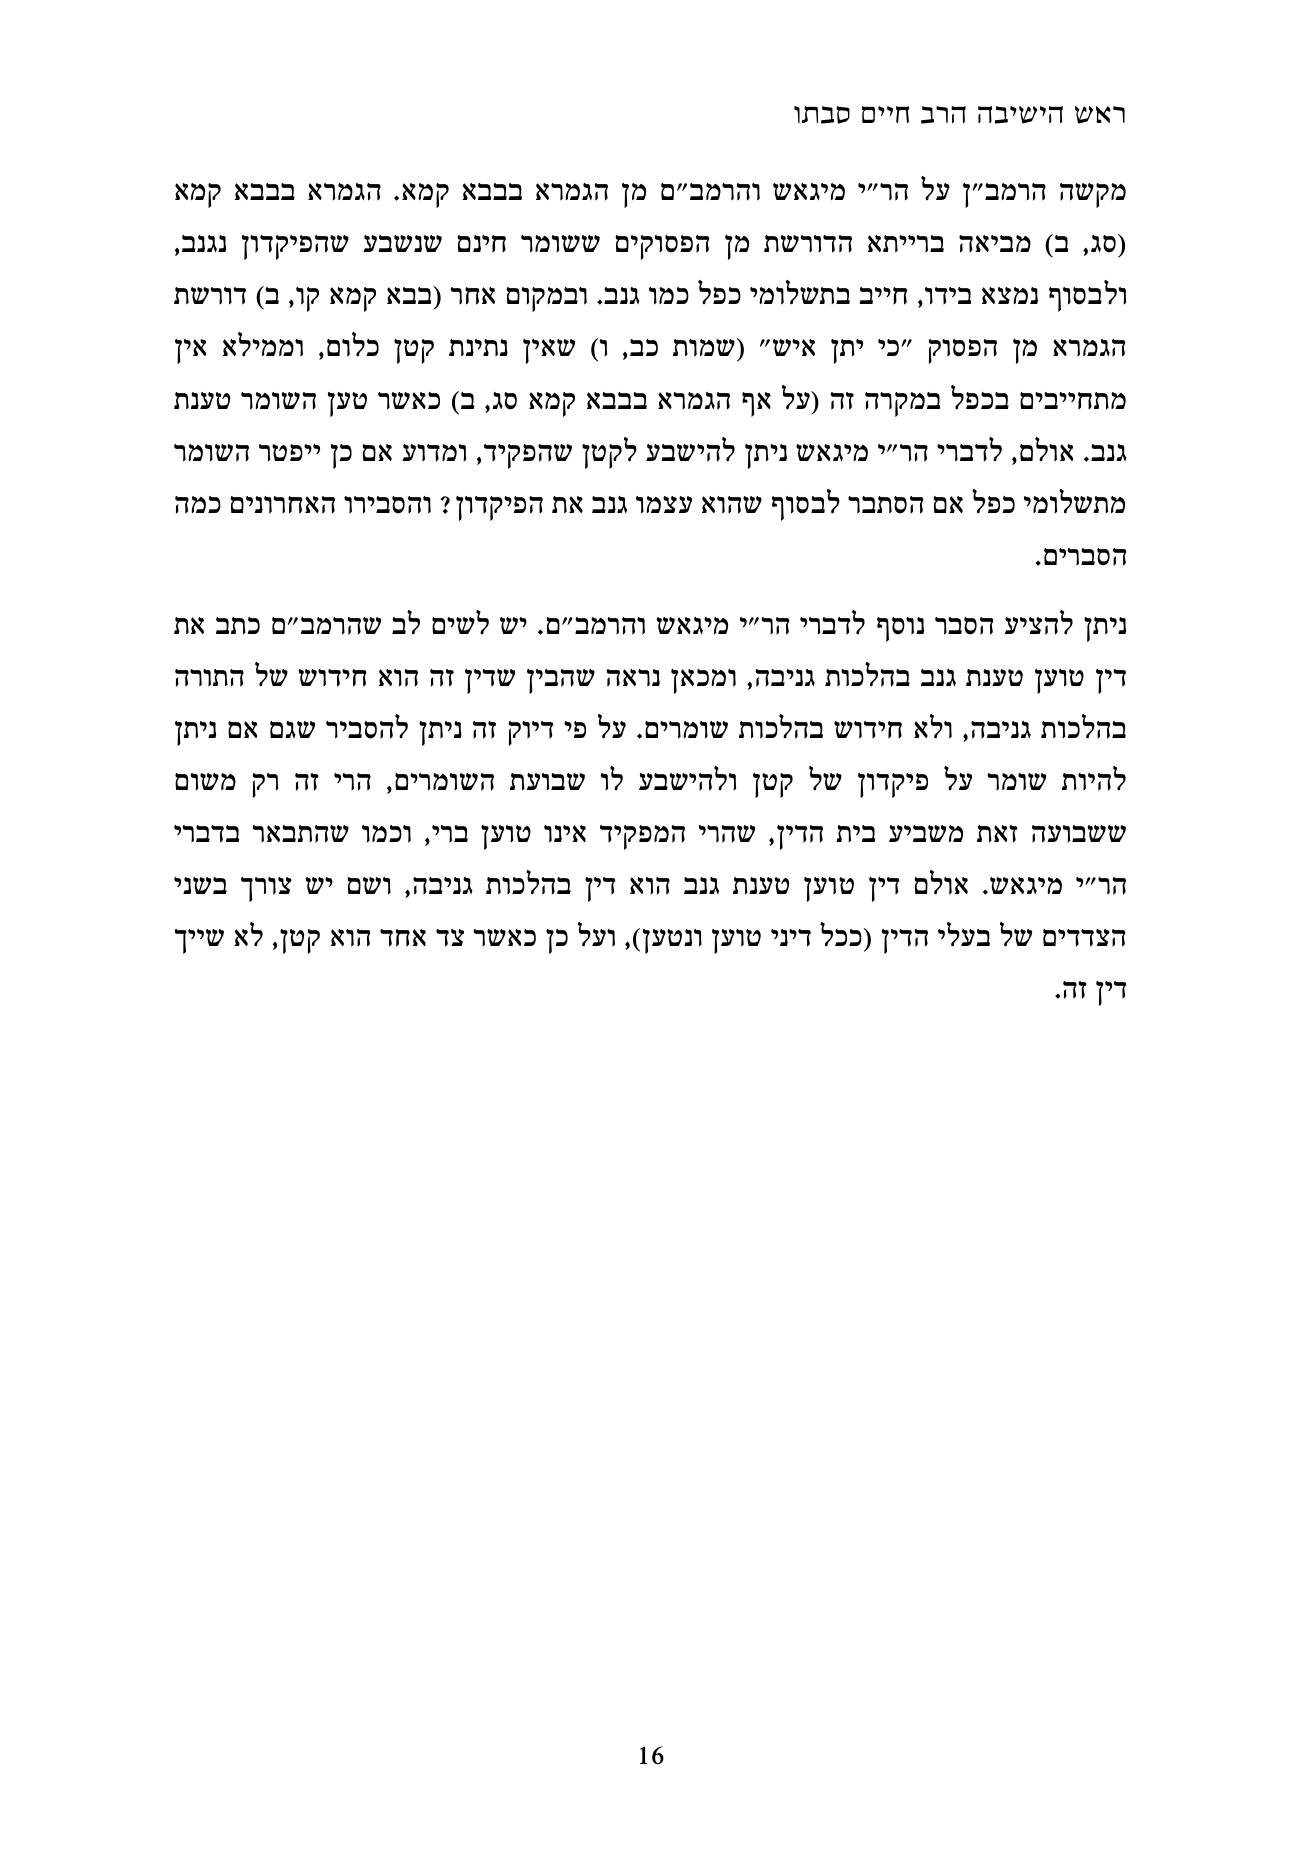 ראש הישיבה הרב חיים סבתו
מקשה הרמב״ן על הר״י מיגאש והרמב״ם מן הגמרא בבבא קמא. הגמרא בבבא קמא
(סג, ב) מביאה ברייתא הדורשת מן הפסוקים ששומר חינם שנשבע שהפיקדון נגנב,
ולבסוף נמצא בידו, חייב בתשלומי כפל כמו גנב. ובמקום אחר (בבא קמא קו, ב) דורשת
הגמרא מן הפסוק ״כי יתן איש״ (שמות כב, ו) שאין נתינת קטן כלום, וממילא אין
מתחייבים בכפל במקרה זה (על אף הגמרא בבבא קמא סג, ב) כאשר טען השומר טענת
גנב. אולם, לדברי הר״י מיגאש ניתן להישבע לקטן שהפקיד, ומדוע אם כן ייפטר השומר
מתשלומי כפל אם הסתבר לבסוף שהוא עצמו גנב את הפיקדון? והסבירו האחרונים כמה
הסברים.
ניתן להציע הסבר נוסף לדברי הר״י מיגאש והרמב״ם. יש לשים לב שהרמב״ם כתב את
דין טוען טענת גנב בהלכות גניבה, ומכאן נראה שהבין שדין זה הוא חידוש של התורה
בהלכות גניבה, ולא חידוש בהלכות שומרים. על פי דיוק זה ניתן להסביר שגם אם ניתן
להיות שומר על פיקדון של קטן ולהישבע לו שבועת השומרים, הרי זה רק משום
ששבועה זאת משביע בית הדין, שהרי המפקיד אינו טוען ברי, וכמו שהתבאר בדברי
הר״י מיגאש. אולם דין טוען טענת גנב הוא דין בהלכות גניבה, ושם יש צורך בשני
הצדדים של בעלי הדין (ככל דיני טוען ונטען), ועל כן כאשר צד אחד הוא קטן, לא שייך
דין זה.
16